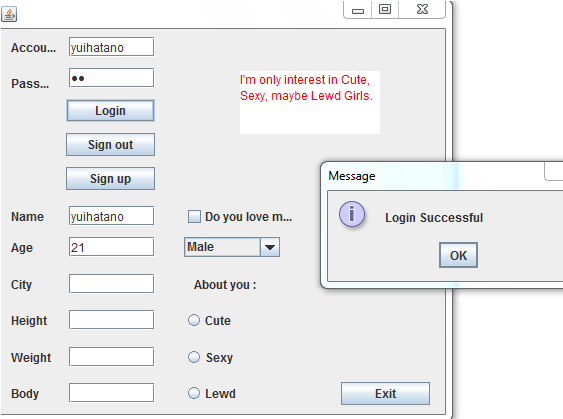 Accou... yuihatano
Pass... ●●
I'm only interest in Cute,
Sexy, maybe Lewd Girls.
Login
Sign out
Sign up
Message
Login Successful
OK
Name yuihatano Do you love m...
Age 21 Male
City About you :
Height Cute
Weight Sexy
Body Lewd Exit